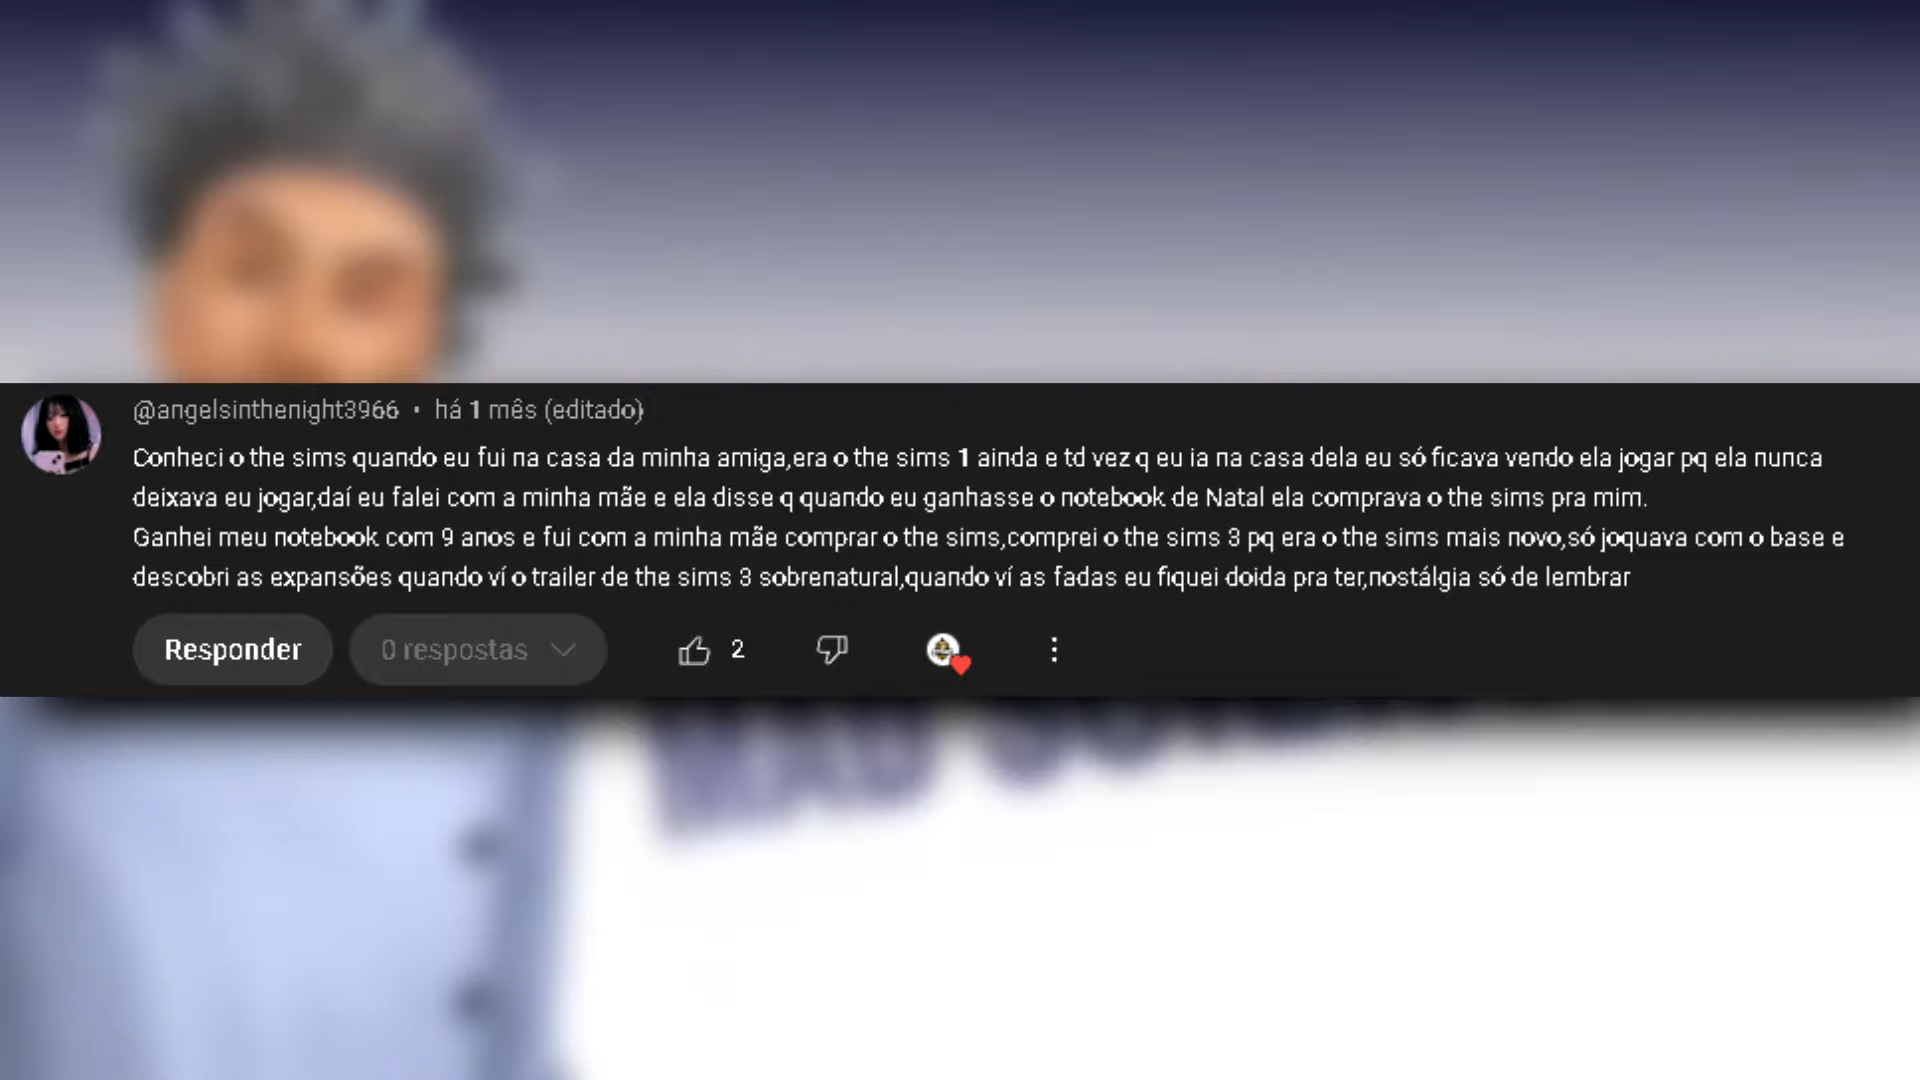 @angelsinthenight3966 • há 1 mês (editado)
Conheci o the sims quando eu fui na casa da minha amiga,era o the sims 1 ainda e td vez q eu ia na casa dela eu só ficava vendo ela jogar pq ela nunca
deixava eu jogar,daí eu falei com a minha mãe e ela disse q quando eu ganhasse o notebook de Natal ela comprava o the sims pra mim.
Ganhei meu notebook com 9 anos e fui com a minha mãe comprar o the sims,comprei o the sims 3 pq era o the sims mais novo,só joquava com o base e
descobri as expansões quando ví o trailer de the sims 3 sobrenatural,quando ví as fadas eu fiquei doida pra ter,nostálgia só de lembrar
Responder 0 respostas 2